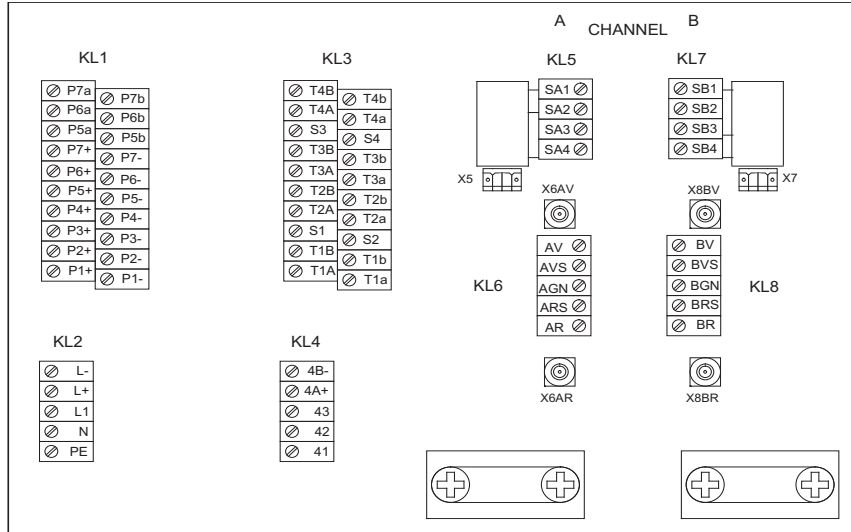 A CHANNEL B
KL1 KL3 KL5 KL7
P7a
P6a
P5a
P7+
P6+
P5+
P4+
P3+
P2+
P1+
P7b
P6b
P5b
P7-
P6-
P5-
P4-
P3-
P2-
P1-
T4B
T4A
S3
T3B
T3A
T2B
T2A
S1
T1B
T1A
T4b
T4a
S4
T3b
T3a
T2b
T2a
S2
T1b
T1a
SA1
SA2
SA3
SA4
SB1
SB2
SB3
SB4
X5
X7
X6AV
X8BV
KL6
AV
AVS
AGN
ARS
AR
BV
BVS
BGN
BRS
BR
KL8
X6AR
X8BR
KL2
L-
L+
L1
N
PE
KL4
4B-
4A+
43
42
41